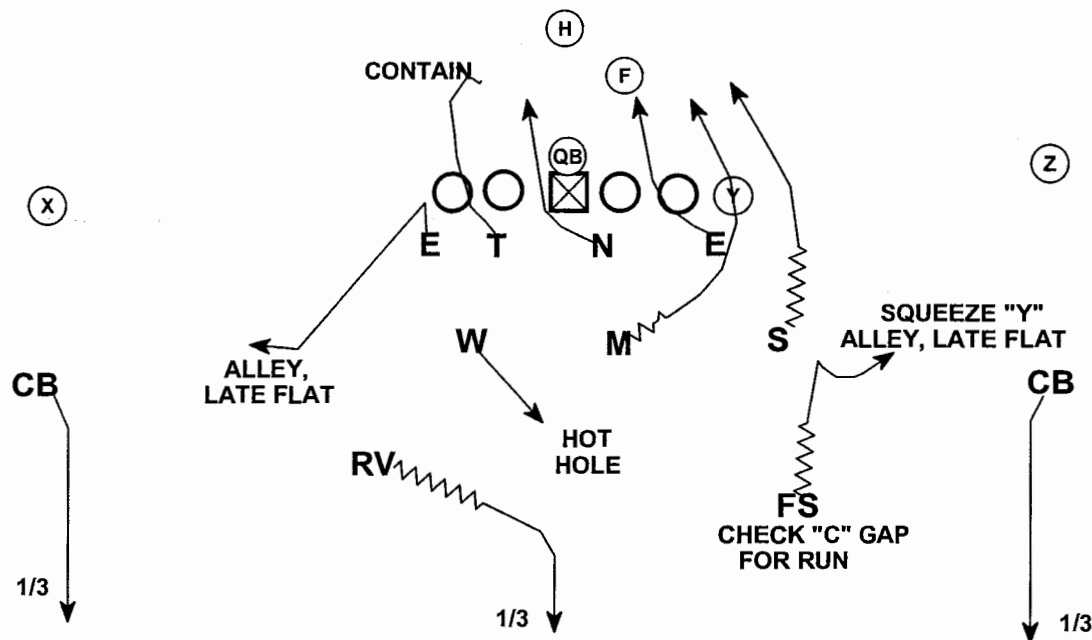 H
CONTAIN
F
QB
Z
X
Y
E T N E
SQUEEZE "Y"
ALLEY, LATE FLAT
W M S
ALLEY,
LATE FLAT
CB CB
HOT
HOLE
RV
FS
CHECK "C" GAP
FOR RUN
1/3 1/3 1/3